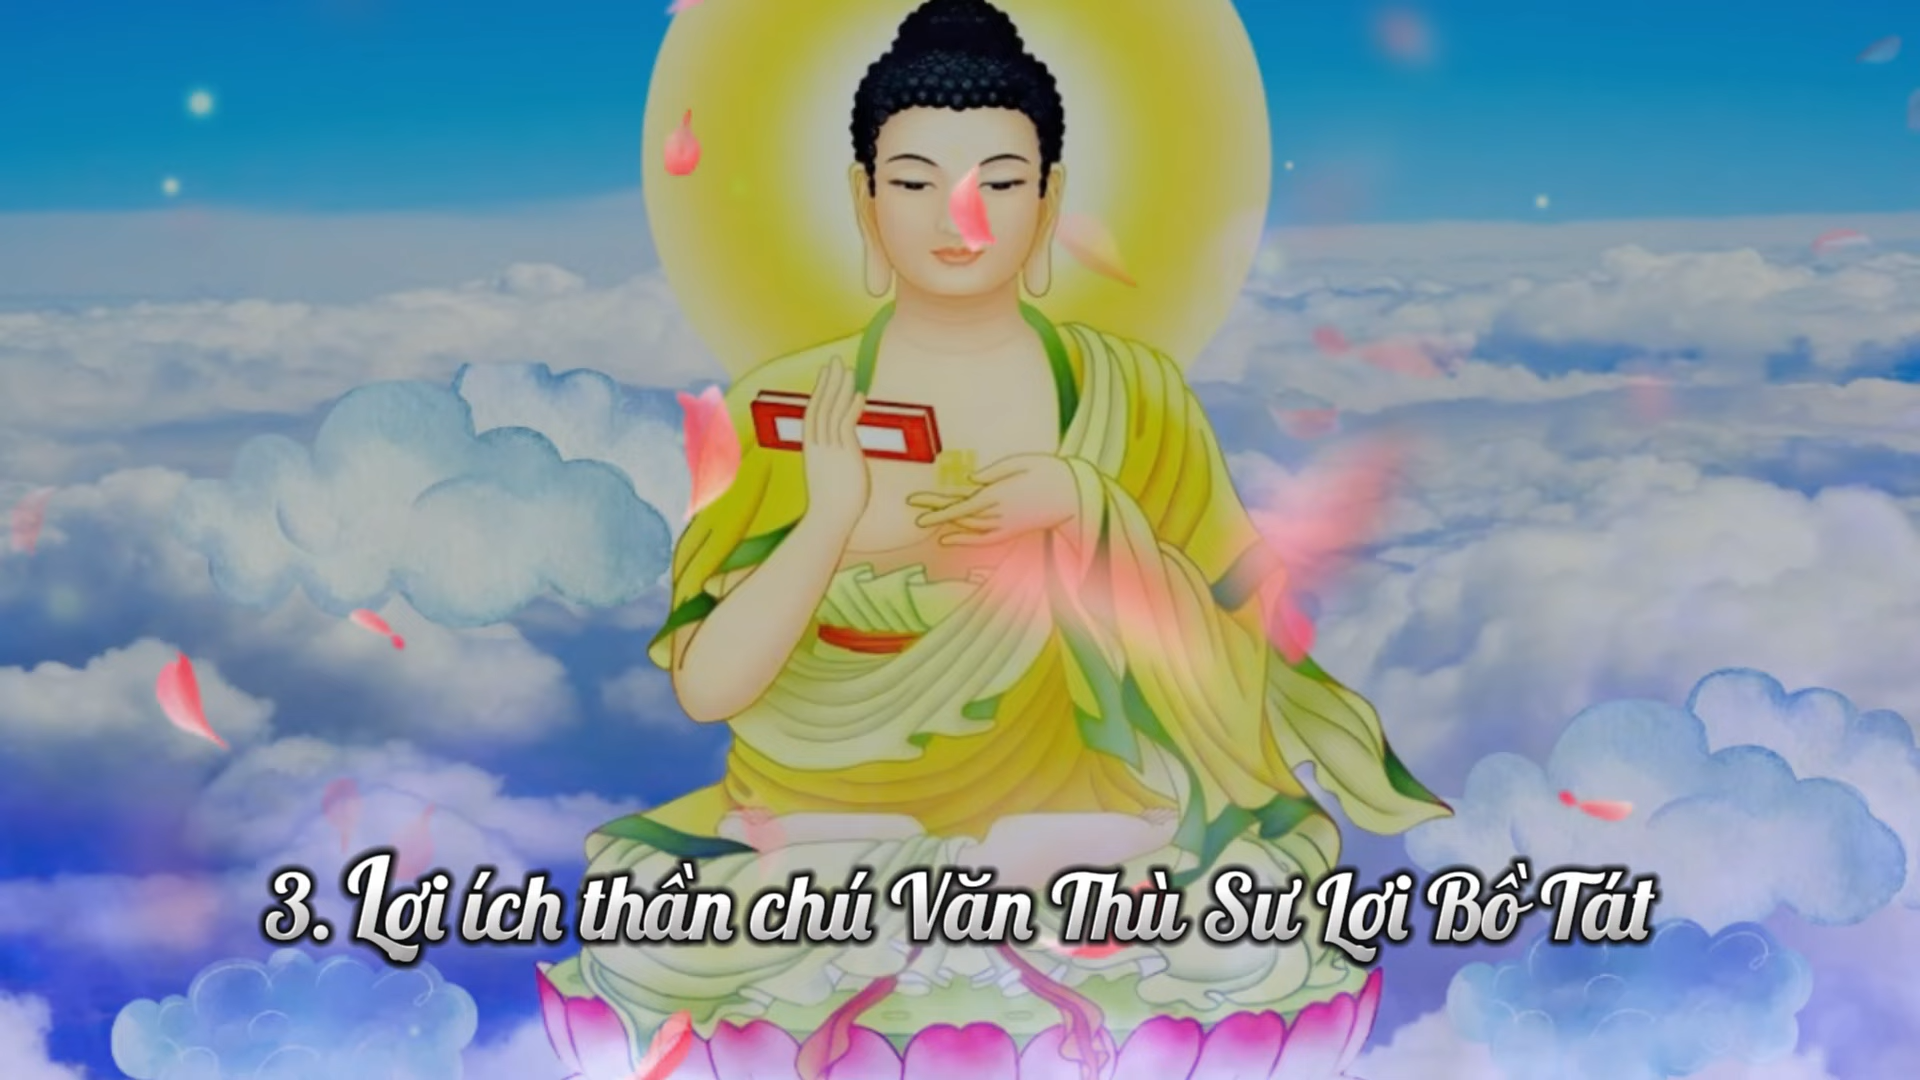 3. Lợi ích thần chú Văn Thù Sư Lợi Bồ Tát